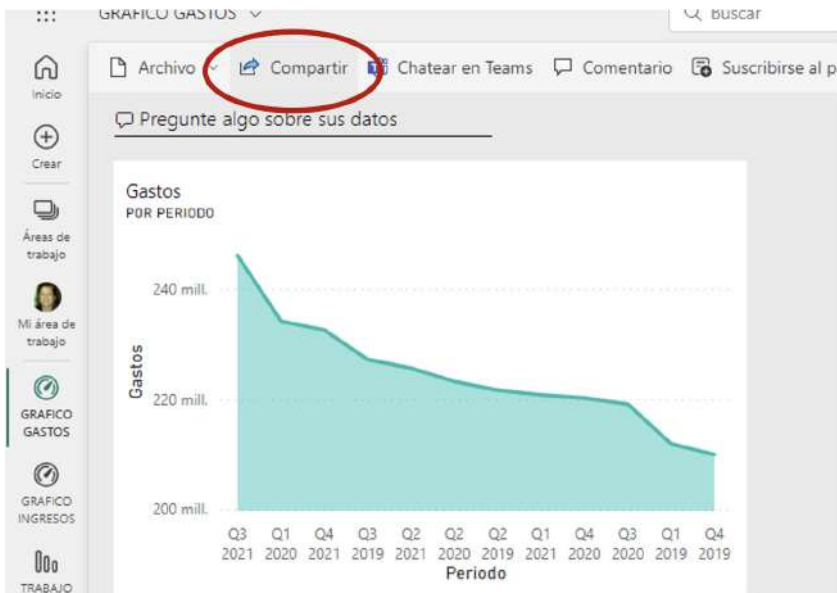 GRAFICO GASTOS
Buscar
Archivo
Compartir
Chatear en Teams
Comentario
Suscribirse al p
Inicio
Crear
Áreas de
trabajo
Mi área de
trabajo
GRAFICO
GASTOS
GRAFICO
INGRESOS
TRABAJO
Pregunte algo sobre sus datos
Gastos
POR PERIODO
240 mill.
220 mill.
200 mill.
Gastos
Q3 Q1 Q4 Q3 Q2 Q2 Q2 Q1 Q4 Q3 Q1 Q4
2021 2020 2021 2019 2021 2020 2019 2021 2020 2020 2019 2019
Periodo